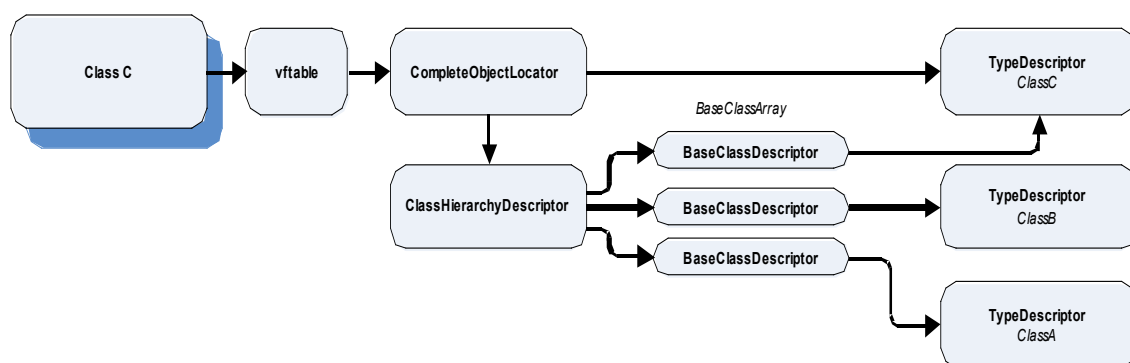 Class C
vftable
CompleteObjectLocator
TypeDescriptor
ClassC
BaseClassArray
BaseClassDescriptor
ClassHierarchyDescriptor
BaseClassDescriptor
TypeDescriptor
ClassB
BaseClassDescriptor
TypeDescriptor
ClassA